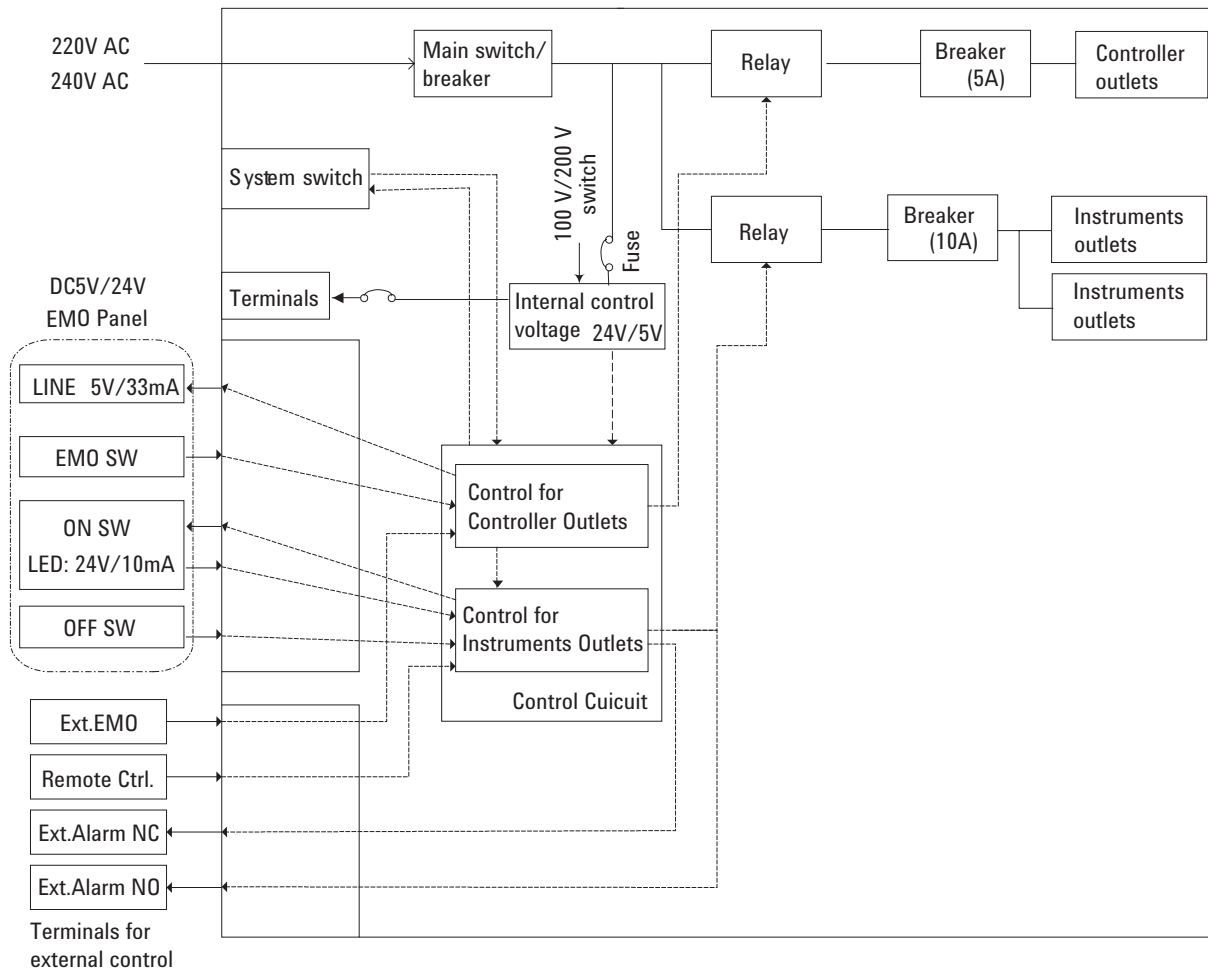 220V AC
240V AC
Main switch/
breaker
Relay
Breaker
(5A)
Controller
outlets
System switch
100 V/200 V
switch
Fuse
Relay
Breaker
(10A)
Instruments
outlets
Instruments
outlets
DC5V/24V
EMO Panel
Terminals
Internal control
voltage 24V/5V
LINE 5V/33mA
EMO SW
ON SW
LED: 24V/10mA
OFF SW
Control for
Controller Outlets
Control for
Instruments Outlets
Control Cuicuit
Ext.EMO
Remote Ctrl.
Ext.Alarm NC
Ext.Alarm NO
Terminals for
external control